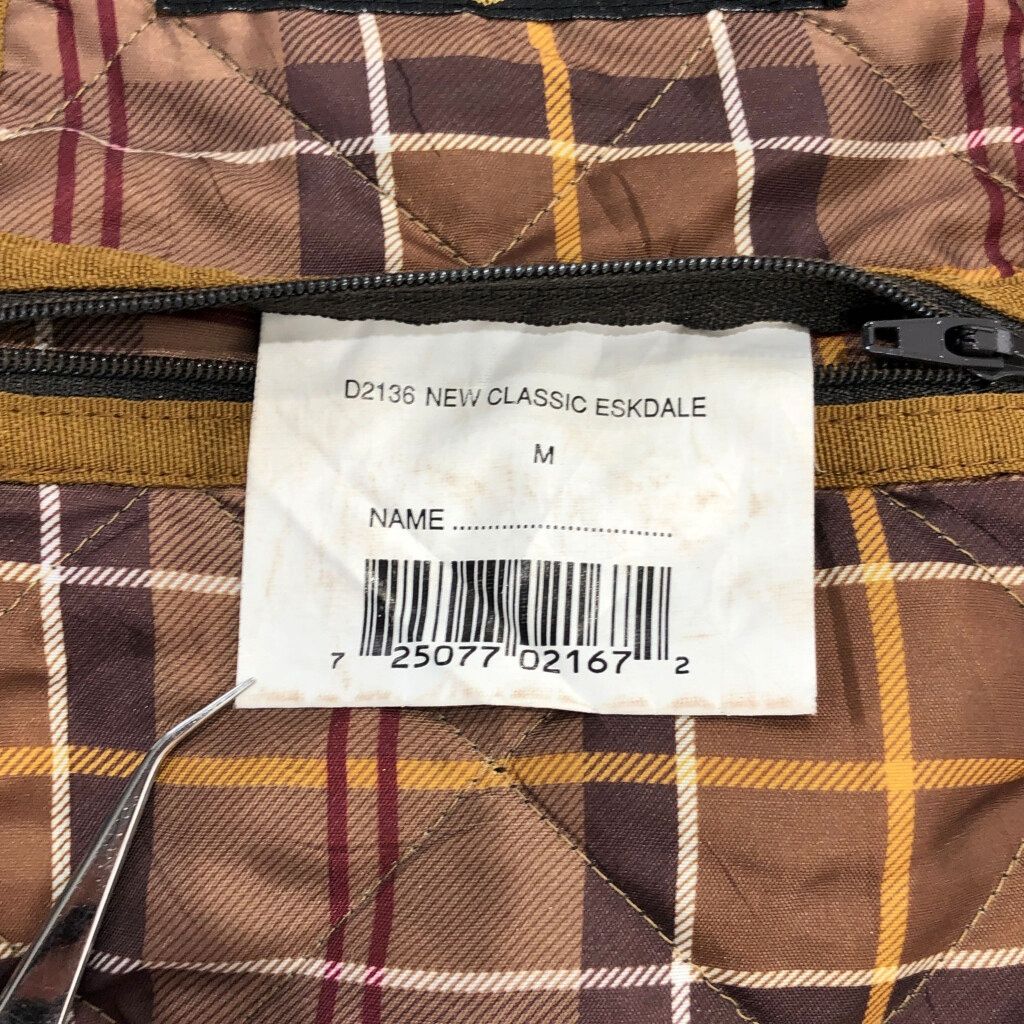 D2136 NEW CLASSIC ESKDALE
M
NAME ................................
7 25077 02167 2